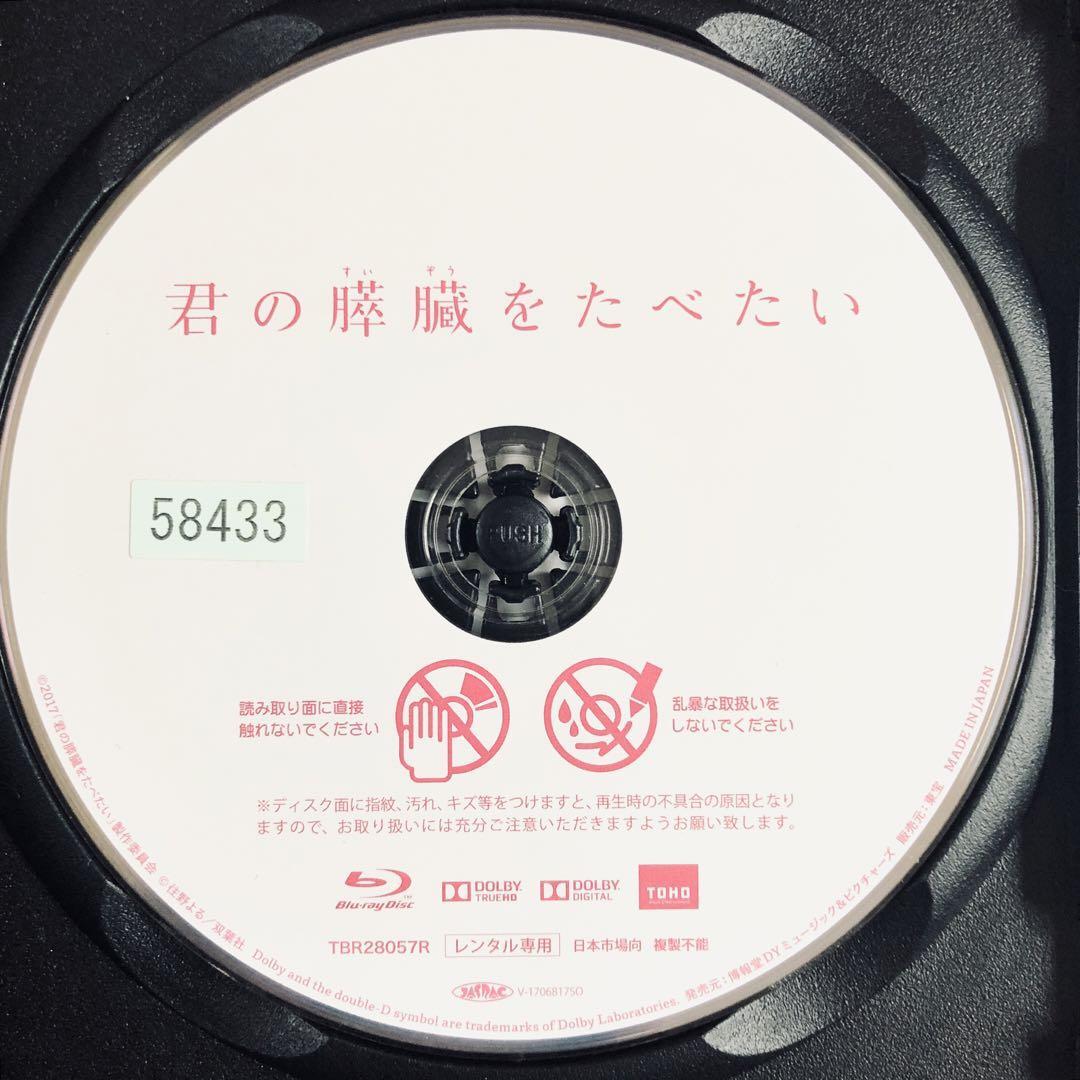 すい ぞう
君の膵臓をたべたい
58433
PUSH
読み取り面に直接
触れないでください
乱暴な取扱いを
しないでください
※ディスク面に指紋、汚れ、キズ等をつけますと、再生時の不具合の原因となり
ますので、お取り扱いには充分ご注意いただきますようお願い致します。
Blu-ray Disc™
DOLBY
TRUEHD
DOLBY
DIGITAL
TOHO
TBR28057R レンタル専用 日本市場向 複製不能
JASRAC V-1706817SO
©2017「君の膵臓をたべたい」製作委員会 ©住野よる/双葉社 Dolby and the double-D symbol are trademarks of Dolby Laboratories. 発売元:博報堂DYミュージック&ピクチャーズ 販売元:東宝 MADE IN JAPAN